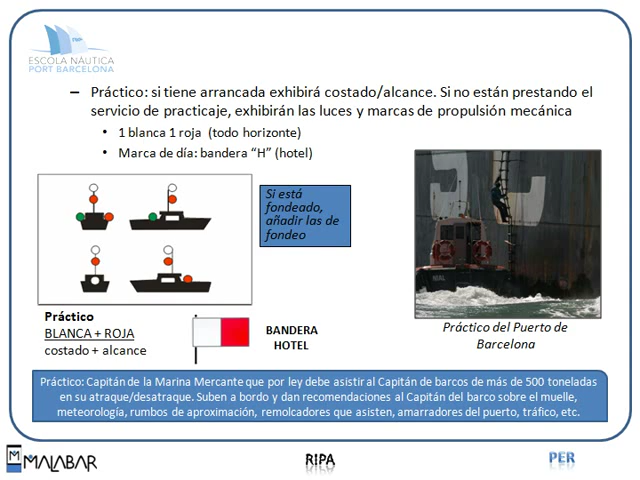 ESCOLA NÀUTICA
PORT BARCELONA
– Práctico: si tiene arrancada exhibirá costado/alcance. Si no están prestando el
servicio de practicaje, exhibirán las luces y marcas de propulsión mecánica
• 1 blanca 1 roja (todo horizonte)
• Marca de día: bandera “H” (hotel)
Si está
fondeado,
añadir las de
fondeo
Práctico
BLANCA + ROJA
costado + alcance
BANDERA
HOTEL
Práctico del Puerto de
Barcelona
Práctico: Capitán de la Marina Mercante que por ley debe asistir al Capitán de barcos de más de 500 toneladas
en su atraque/desatraque. Suben a bordo y dan recomendaciones al Capitán del barco sobre el muelle,
meteorología, rumbos de aproximación, remolcadores que asisten, amarradores del puerto, tráfico, etc.
MALABAR
RIPA
PER